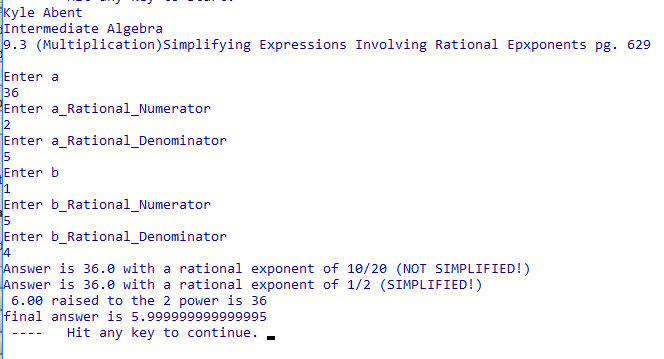 Hit any key to start.
Kyle Abent
Intermediate Algebra
9.3 (Multiplication)Simplifying Expressions Involving Rational Epxponents pg. 629
Enter a
36
Enter a_Rational_Numerator
2
Enter a_Rational_Denominator
5
Enter b
1
Enter b_Rational_Numerator
5
Enter b_Rational_Denominator
4
Answer is 36.0 with a rational exponent of 10/20 (NOT SIMPLIFIED!)
Answer is 36.0 with a rational exponent of 1/2 (SIMPLIFIED!)
6.00 raised to the 2 power is 36
final answer is 5.999999999999995
---- Hit any key to continue.